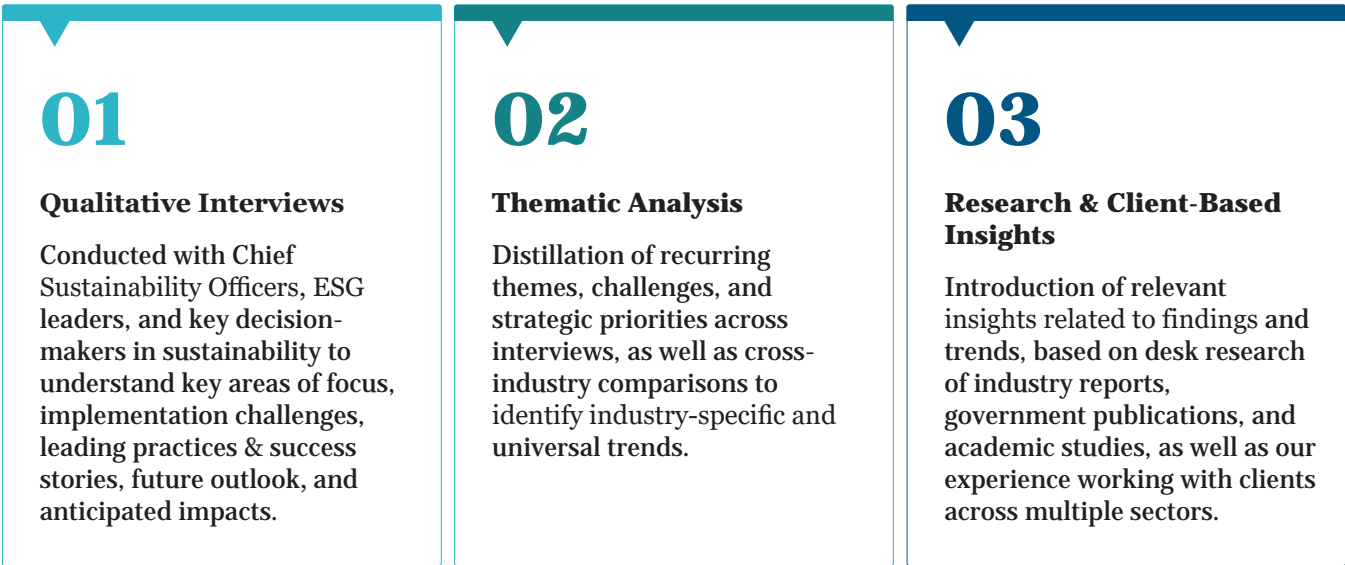 01
Qualitative Interviews
Conducted with Chief
Sustainability Officers, ESG
leaders, and key decision-
makers in sustainability to
understand key areas of focus,
implementation challenges,
leading practices & success
stories, future outlook, and
anticipated impacts.
02
Thematic Analysis
Distillation of recurring
themes, challenges, and
strategic priorities across
interviews, as well as cross-
industry comparisons to
identify industry-specific and
universal trends.
03
Research & Client-Based
Insights
Introduction of relevant
insights related to findings and
trends, based on desk research
of industry reports,
government publications, and
academic studies, as well as our
experience working with clients
across multiple sectors.